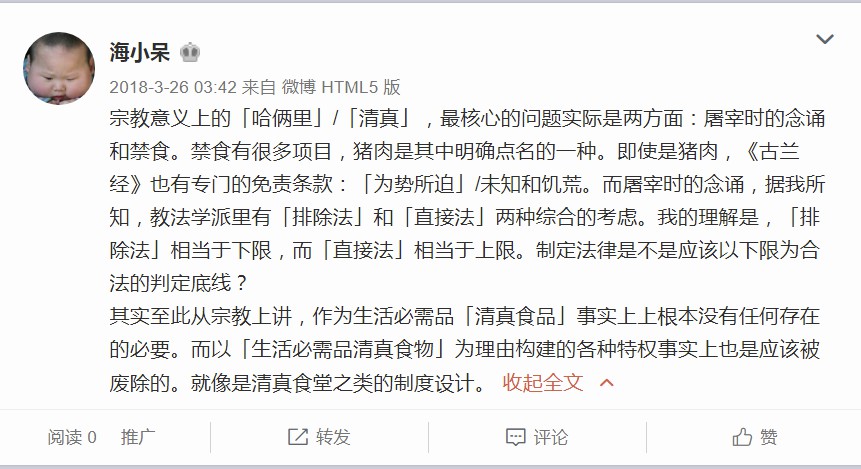 海小呆
2018-3-26 03:42 来自 微博 HTML5 版
宗教意义上的「哈俩里」/「清真」，最核心的问题实际是两方面：屠宰时的念诵
和禁食。禁食有很多项目，猪肉是其中明确点名的一种。即使是猪肉，《古兰
经》也有专门的免责条款：「为势所迫」/未知和饥荒。而屠宰时的念诵，据我所
知，教法学派里有「排除法」和「直接法」两种综合的考虑。我的理解是，「排
除法」相当于下限，而「直接法」相当于上限。制定法律是不是应该以下限为合
法的判定底线？
其实至此从宗教上讲，作为生活必需品「清真食品」事实上上根本没有任何存在
的必要。而以「生活必需品清真食物」为理由构建的各种特权事实上也是应该被
废除的。就像是清真食堂之类的制度设计。 收起全文
阅读 0 推广 转发 评论 赞